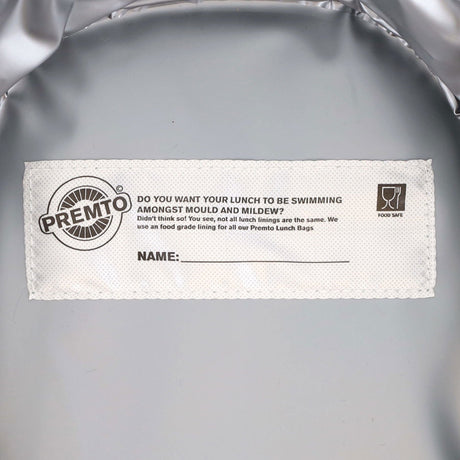 PREMTO
©
DO YOU WANT YOUR LUNCH TO BE SWIMMING
AMONGST MOULD AND MILDEW?
Didn't think so! You see, not all lunch linings are the same. We
use an food grade lining for all our Premto Lunch Bags
NAME:
FOOD SAFE